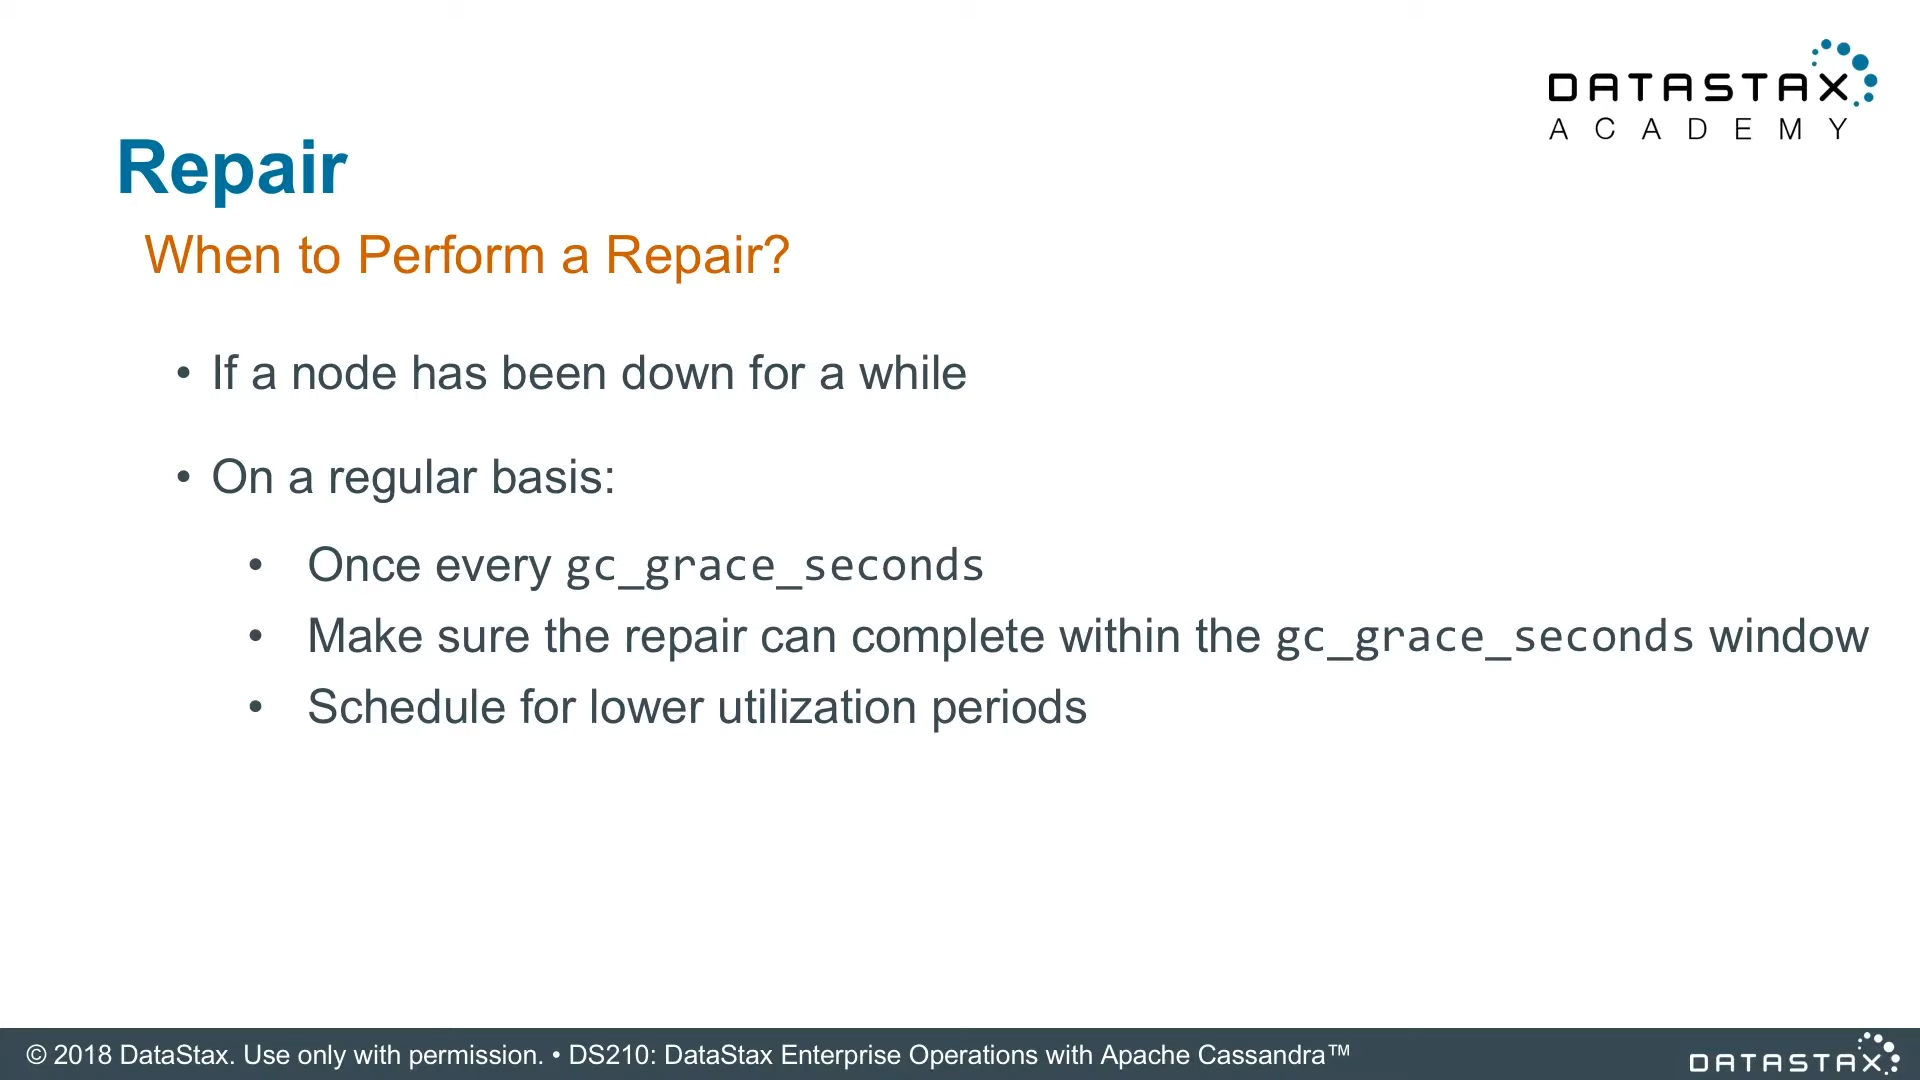 DATASTAX
ACADEMY
Repair
When to Perform a Repair?
• If a node has been down for a while
• On a regular basis:
• Once every gc_grace_seconds
• Make sure the repair can complete within the gc_grace_seconds window
• Schedule for lower utilization periods
© 2018 DataStax. Use only with permission. • DS210: DataStax Enterprise Operations with Apache Cassandra™
DATASTAX